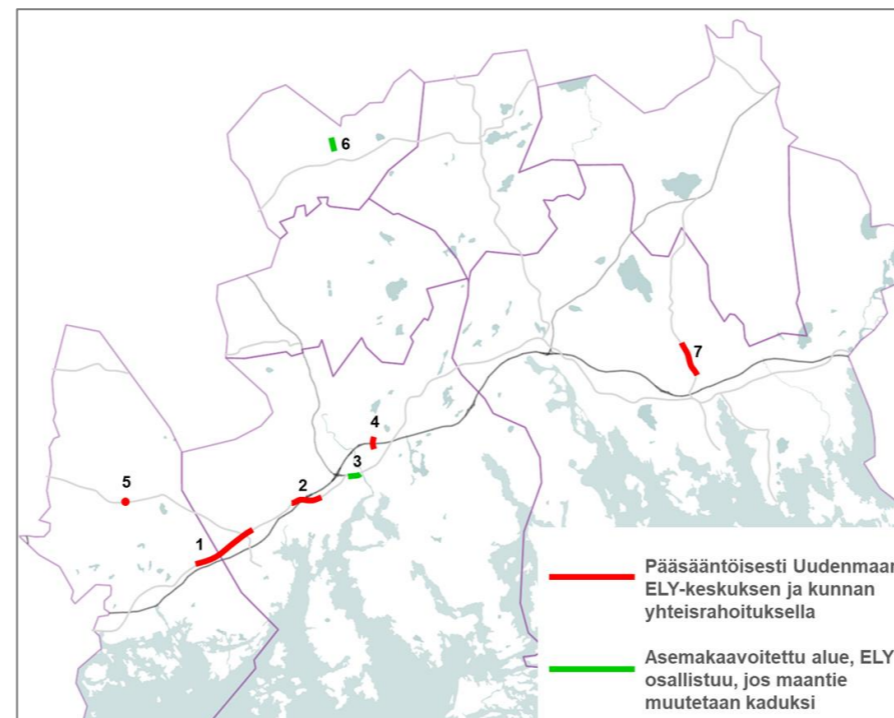 6
7
4
3
5
2
1
Pääsääntöisesti Uudenmaan
ELY-keskuksen ja kunnan
yhteisrahoituksella
Asemakaavoitettu alue, ELY
osallistuu, jos maantie
muutetaan kaduksi